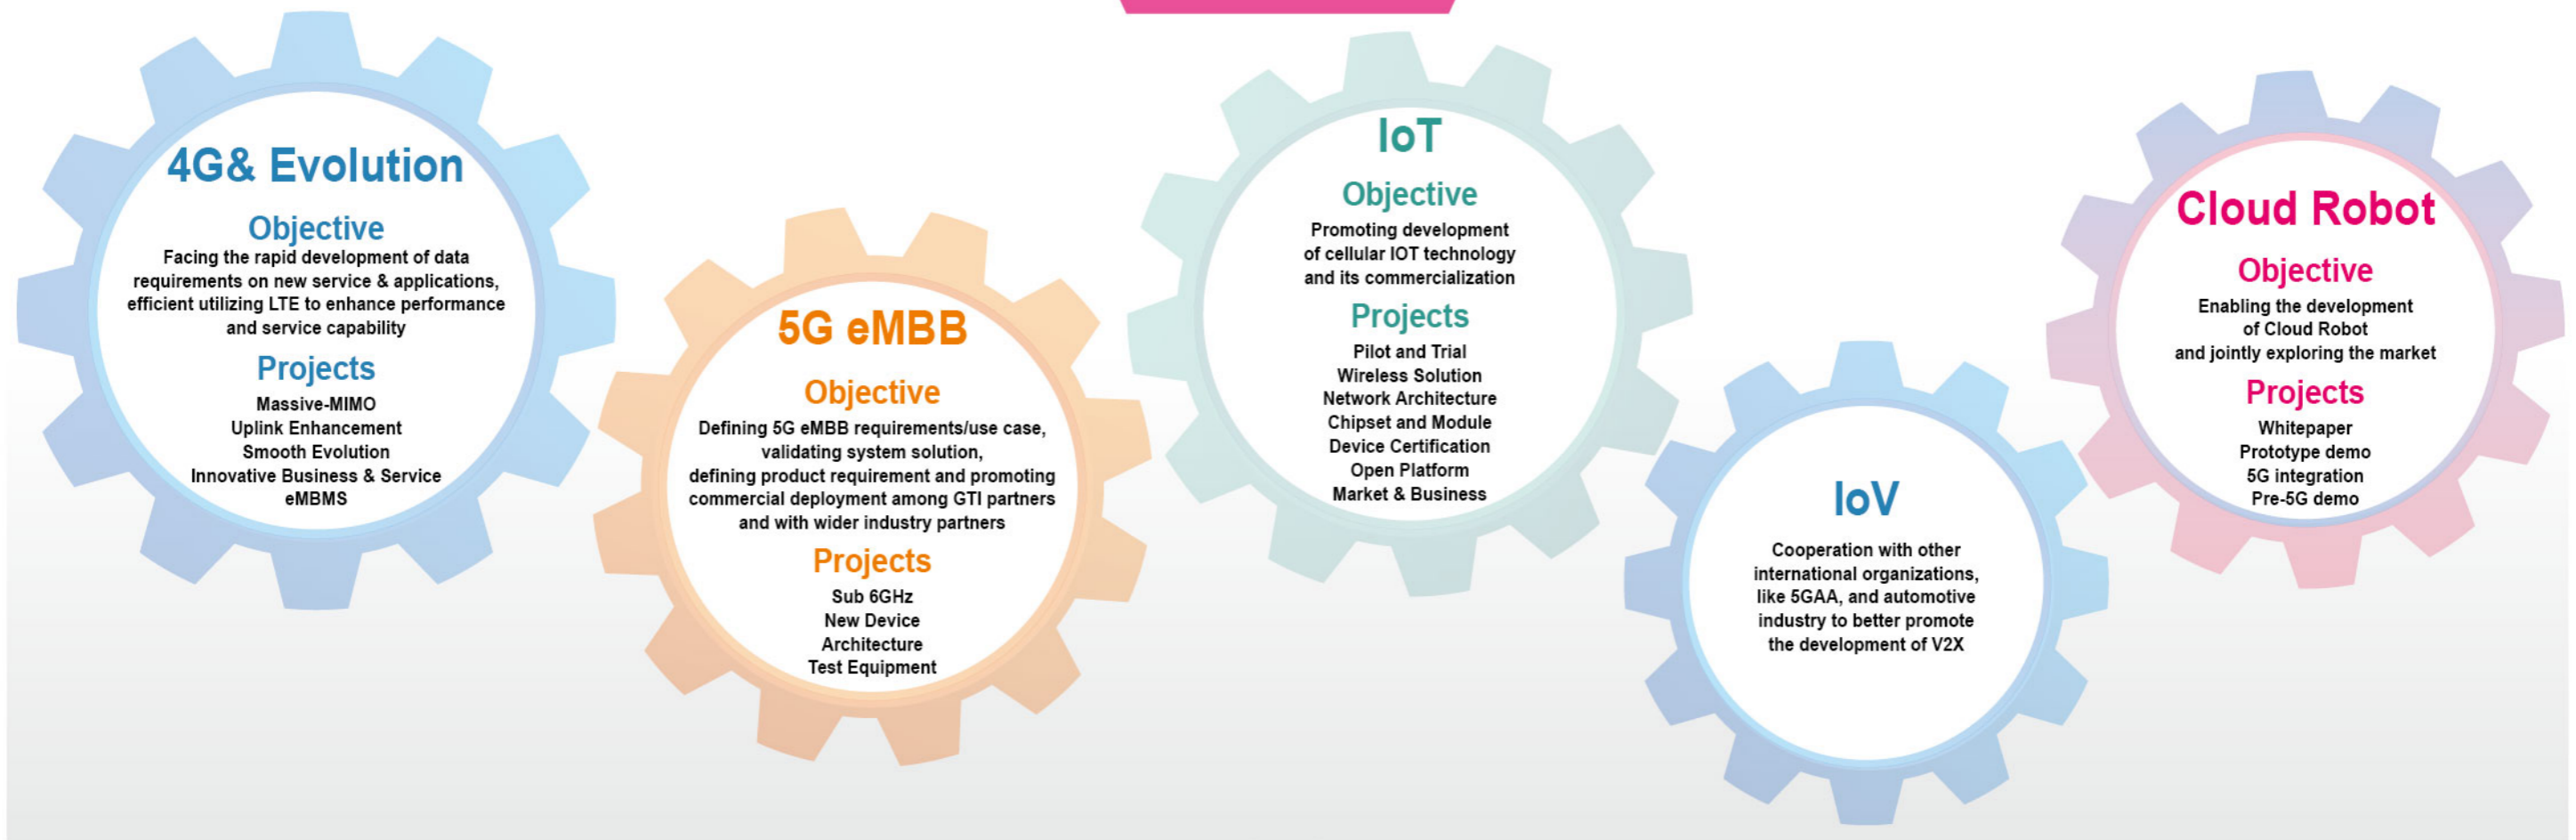 4G& Evolution
Objective
Facing the rapid development of data
requirements on new service & applications,
efficient utilizing LTE to enhance performance
and service capability
Projects
Massive-MIMO
Uplink Enhancement
Smooth Evolution
Innovative Business & Service
eMBMS
5G eMBB
Objective
Defining 5G eMBB requirements/use case,
validating system solution,
defining product requirement and promoting
commercial deployment among GTI partners
and with wider industry partners
Projects
Sub 6GHz
New Device
Architecture
Test Equipment
IoT
Objective
Promoting development
of cellular IOT technology
and its commercialization
Projects
Pilot and Trial
Wireless Solution
Network Architecture
Chipset and Module
Device Certification
Open Platform
Market & Business
IoV
Cooperation with other
international organizations,
like 5GAA, and automotive
industry to better promote
the development of V2X
Cloud Robot
Objective
Enabling the development
of Cloud Robot
and jointly exploring the market
Projects
Whitepaper
Prototype demo
5G integration
Pre-5G demo